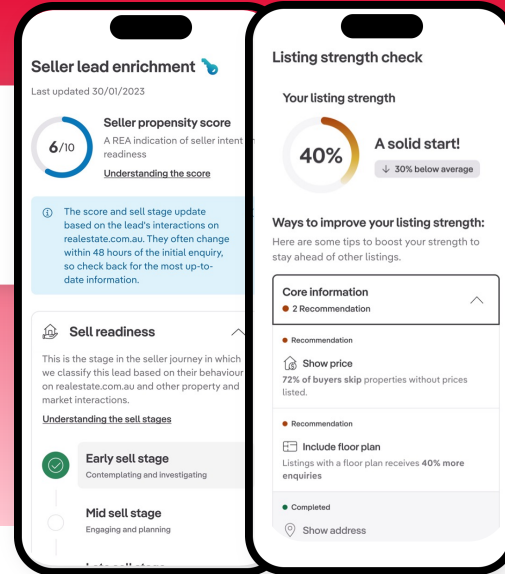 Seller lead enrichment
Last updated 30/01/2023
6/10
Seller propensity score
A REA indication of seller intent
readiness
Understanding the score
The score and sell stage update
based on the lead's interactions on
realestate.com.au. They often change
within 48 hours of the initial enquiry,
so check back for the most up-to-
date information.
Sell readiness
This is the stage in the seller journey in which
we classify this lead based on their behaviour
on realestate.com.au and other property and
market interactions.
Understanding the sell stages
Early sell stage
Contemplating and investigating
Mid sell stage
Engaging and planning
Listing strength check
Your listing strength
40%
A solid start!
↓ 30% below average
Ways to improve your listing strength:
Here are some tips to boost your strength to
stay ahead of other listings.
Core information
2 Recommendation
Recommendation
Show price
72% of buyers skip properties without prices
listed.
Recommendation
Include floor plan
Listings with a floor plan receives 40% more
enquiries
Completed
Show address